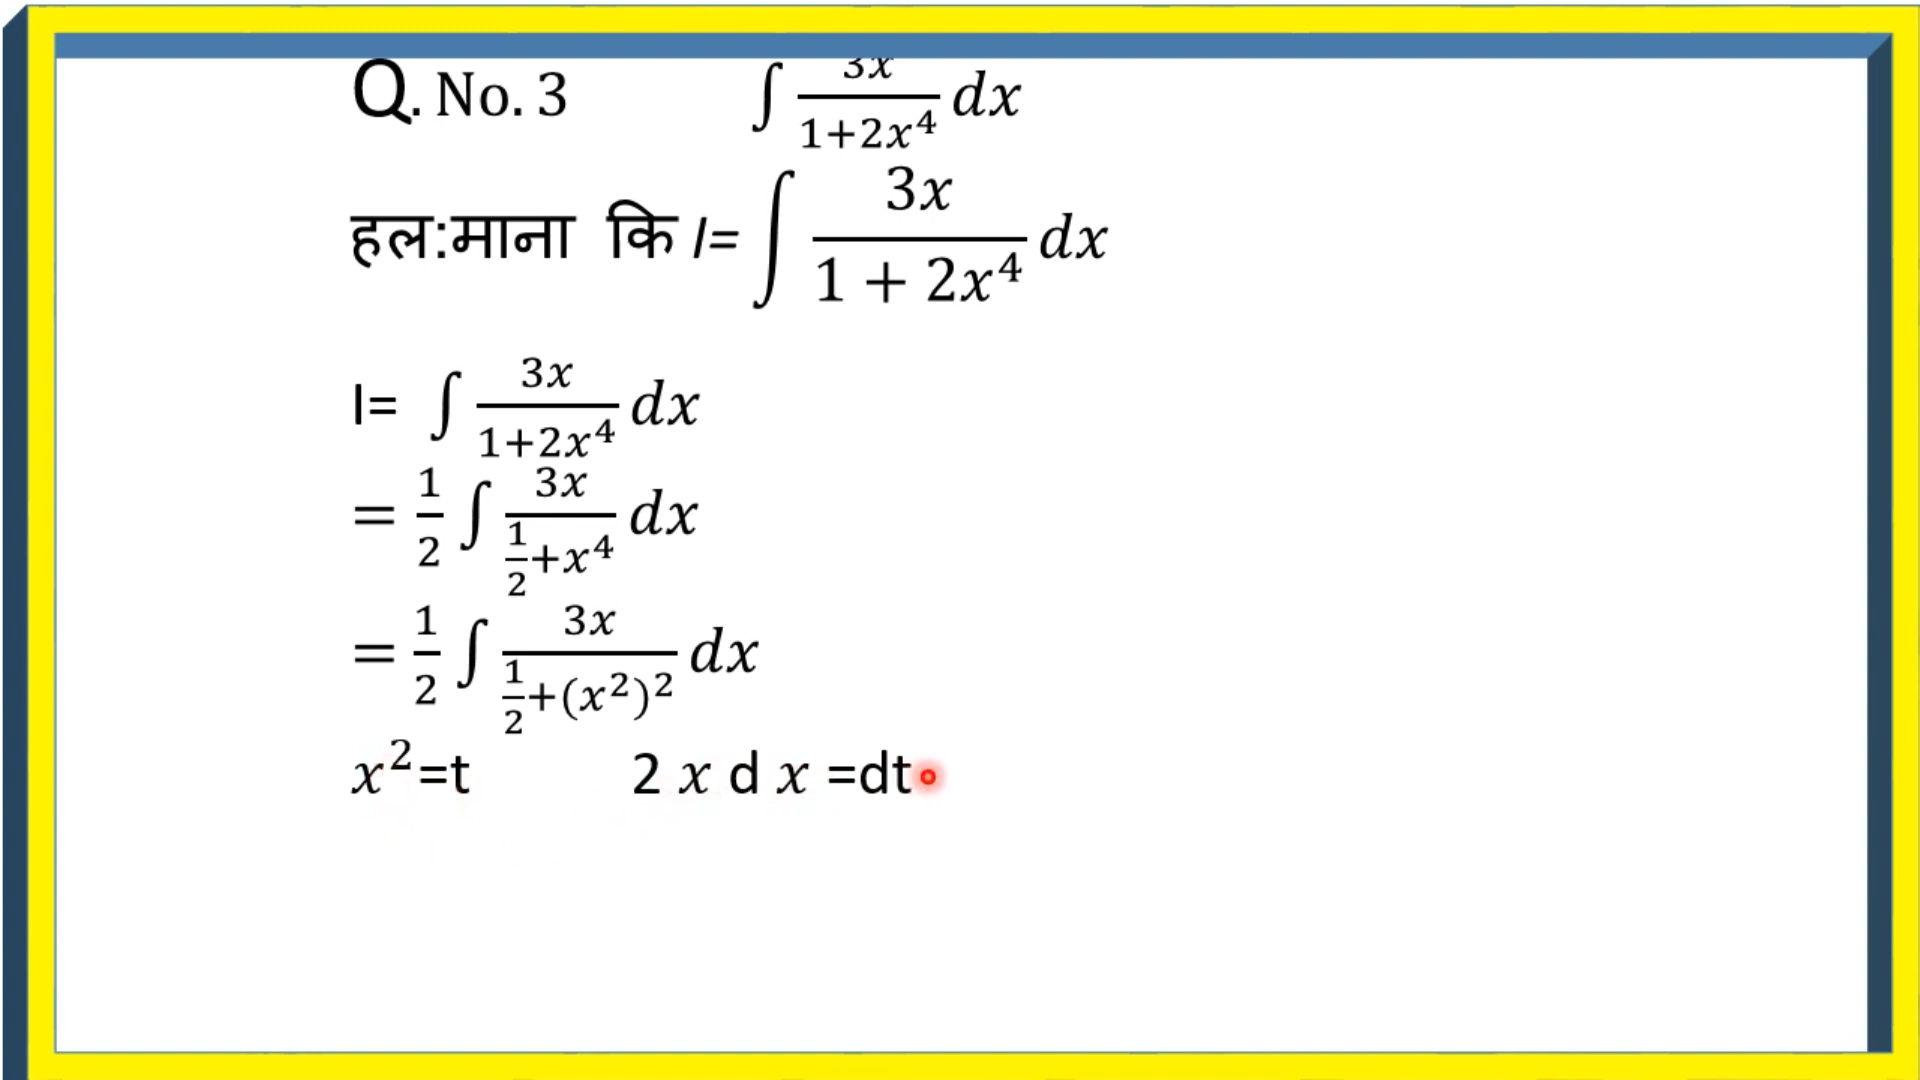 Q. No. 3 ∫ 3x/(1+2x⁴) dx
हल:माना कि I= ∫ 3x/(1 + 2x⁴) dx
I= ∫ 3x/(1+2x⁴) dx
= 1/2 ∫ 3x/(1/2+x⁴) dx
= 1/2 ∫ 3x/(1/2+(x²)²) dx
x²=t 2 x d x =dt